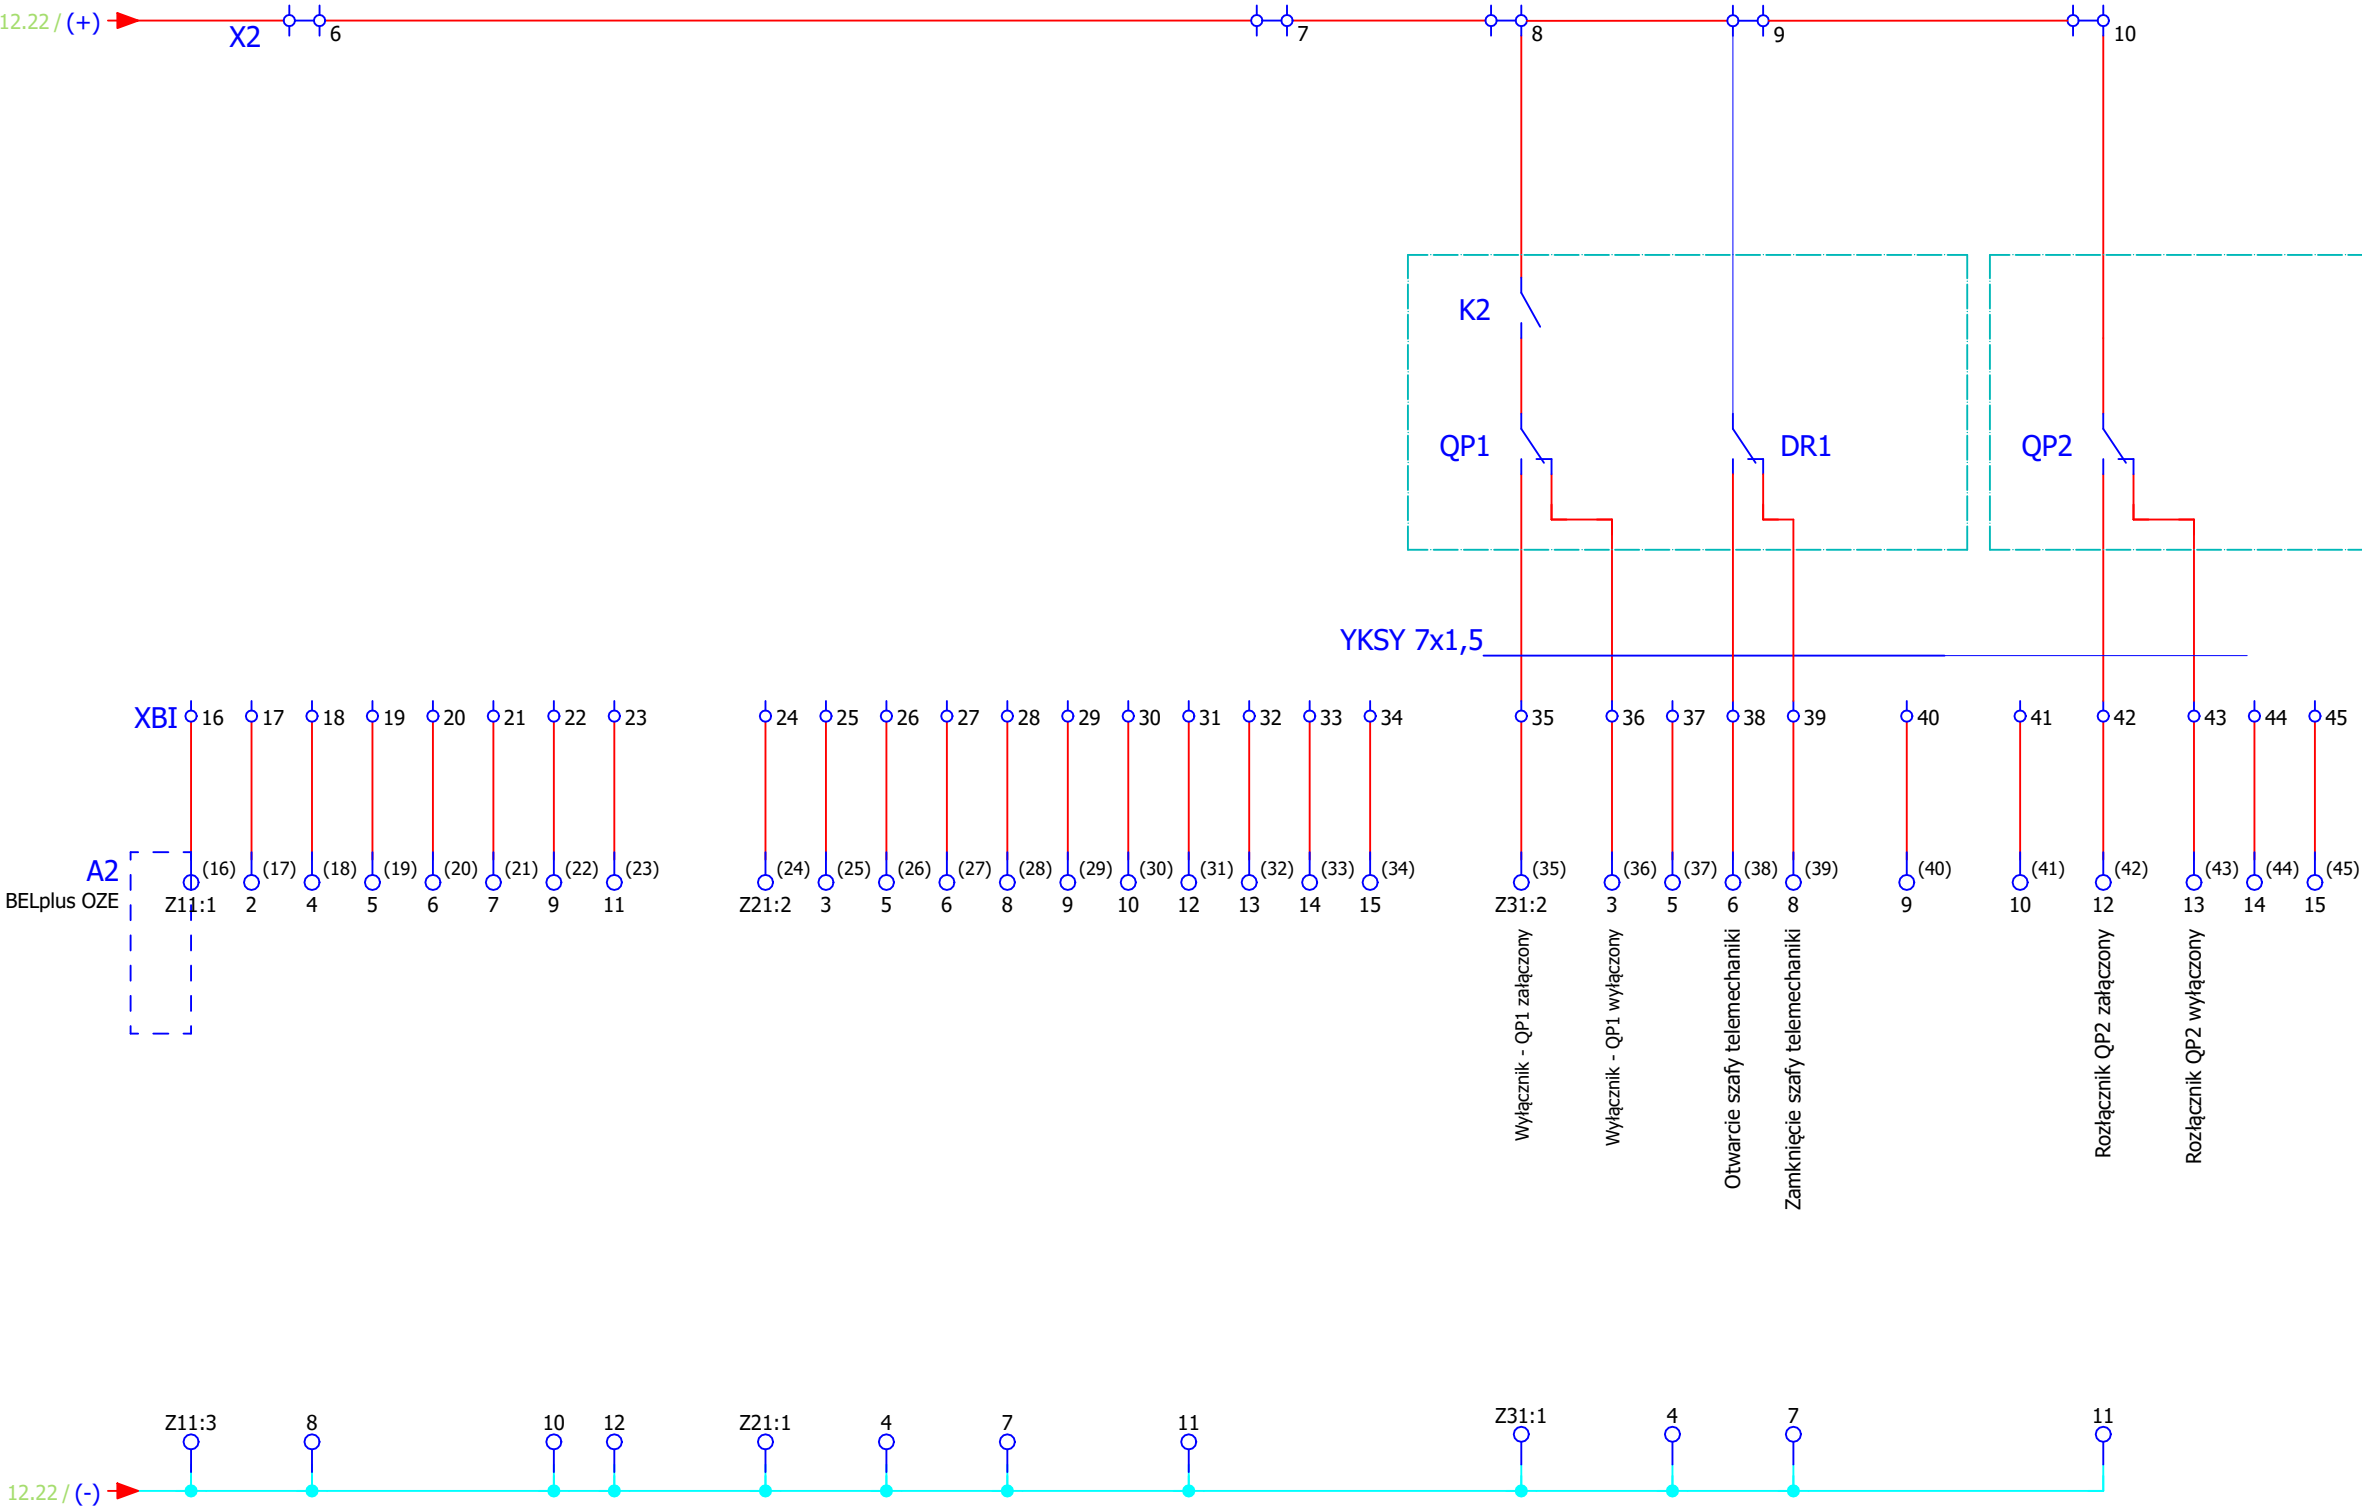 12.22 / (+)
X2
6
7
8
9
10
K2
QP1
DR1
QP2
YKSY 7x1,5
XBI 16 17 18 19 20 21 22 23 24 25 26 27 28 29 30 31 32 33 34 35 36 37 38 39 40 41 42 43 44 45
A2 (16) (17) (18) (19) (20) (21) (22) (23) (24) (25) (26) (27) (28) (29) (30) (31) (32) (33) (34) (35) (36) (37) (38) (39) (40) (41) (42) (43) (44) (45)
BELplus OZE Z11:1 2 4 5 6 7 9 11 Z21:2 3 5 6 8 9 10 12 13 14 15 Z31:2 3 5 6 8 9 10 12 13 14 15
Wyłącznik - QP1 załączony
Wyłącznik - QP1 wyłączony
Otwarcie szafy telemechaniki
Zamknięcie szafy telemechaniki
Rozłącznik QP2 załączony
Rozłącznik QP2 wyłączony
Z11:3 8 10 12 Z21:1 4 7 11 Z31:1 4 7 11
12.22 / (-)